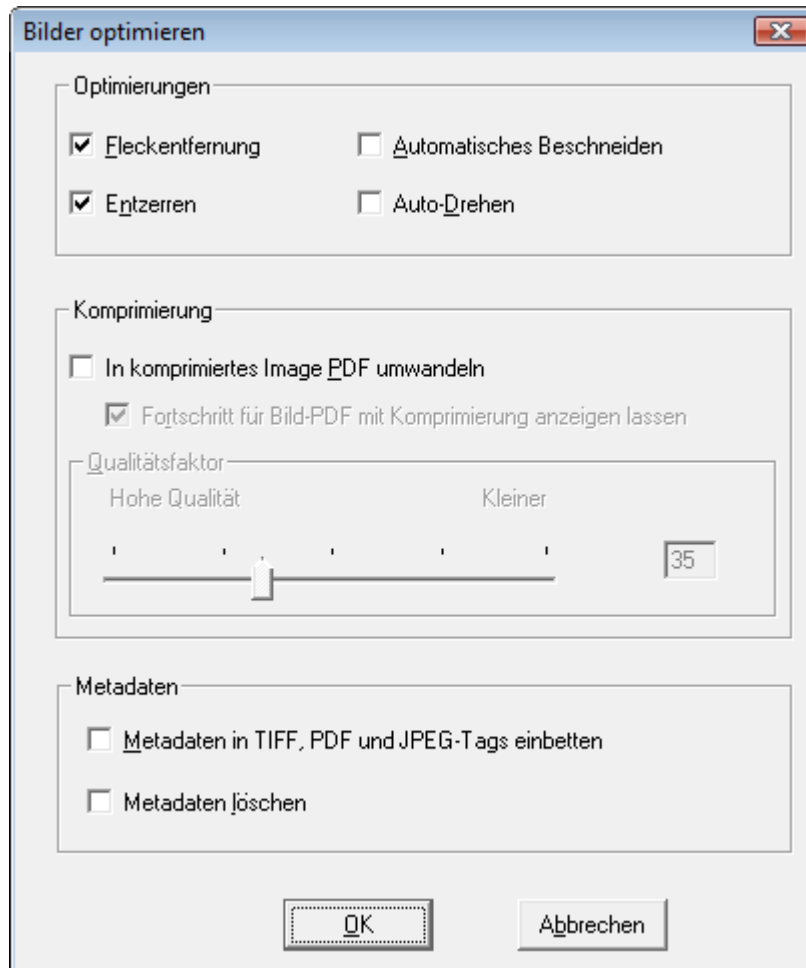 Bilder optimieren
Optimierungen
Fleckentfernung Automatisches Beschneiden
Entzerren Auto-Drehen
Komprimierung
In komprimiertes Image PDF umwandeln
Fortschritt für Bild-PDF mit Komprimierung anzeigen lassen
Qualitätsfaktor
Hohe Qualität Kleiner
35
Metadaten
Metadaten in TIFF, PDF und JPEG-Tags einbetten
Metadaten löschen
OK Abbrechen